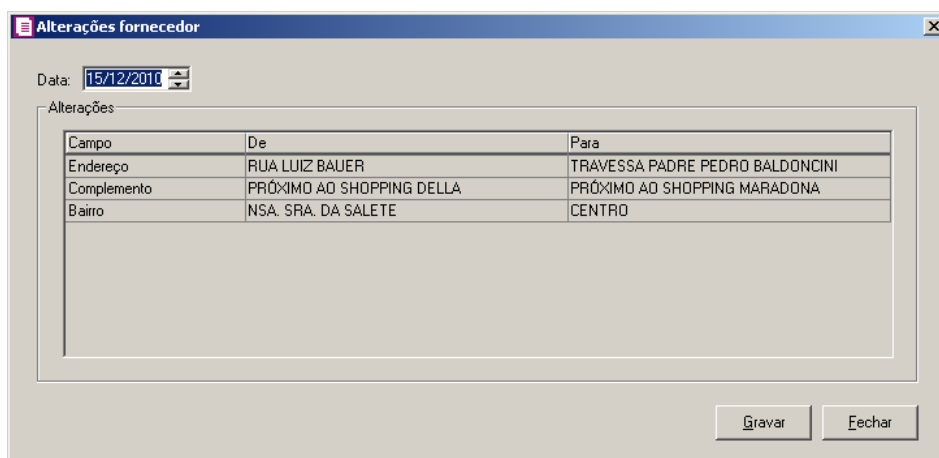 Alterações fornecedor
Data: 15/12/2010
Alterações
Campo De Para
Endereço RUA LUIZ BAUER TRAVESSA PADRE PEDRO BALDONCINI
Complemento PRÓXIMO AO SHOPPING DELLA PRÓXIMO AO SHOPPING MARADONA
Bairro NSA. SRA. DA SALETE CENTRO
Gravar Fechar